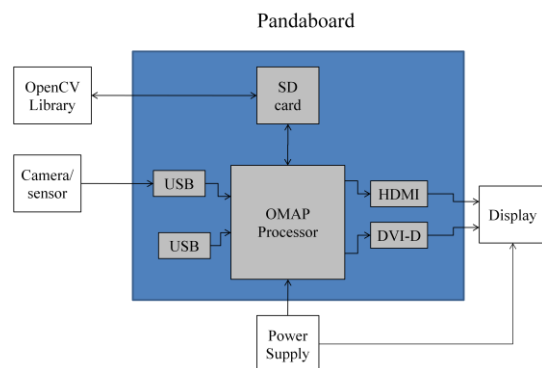 Pandaboard
OpenCV
Library
SD
card
Camera/
sensor
USB
USB
OMAP
Processor
HDMI
DVI-D
Display
Power
Supply